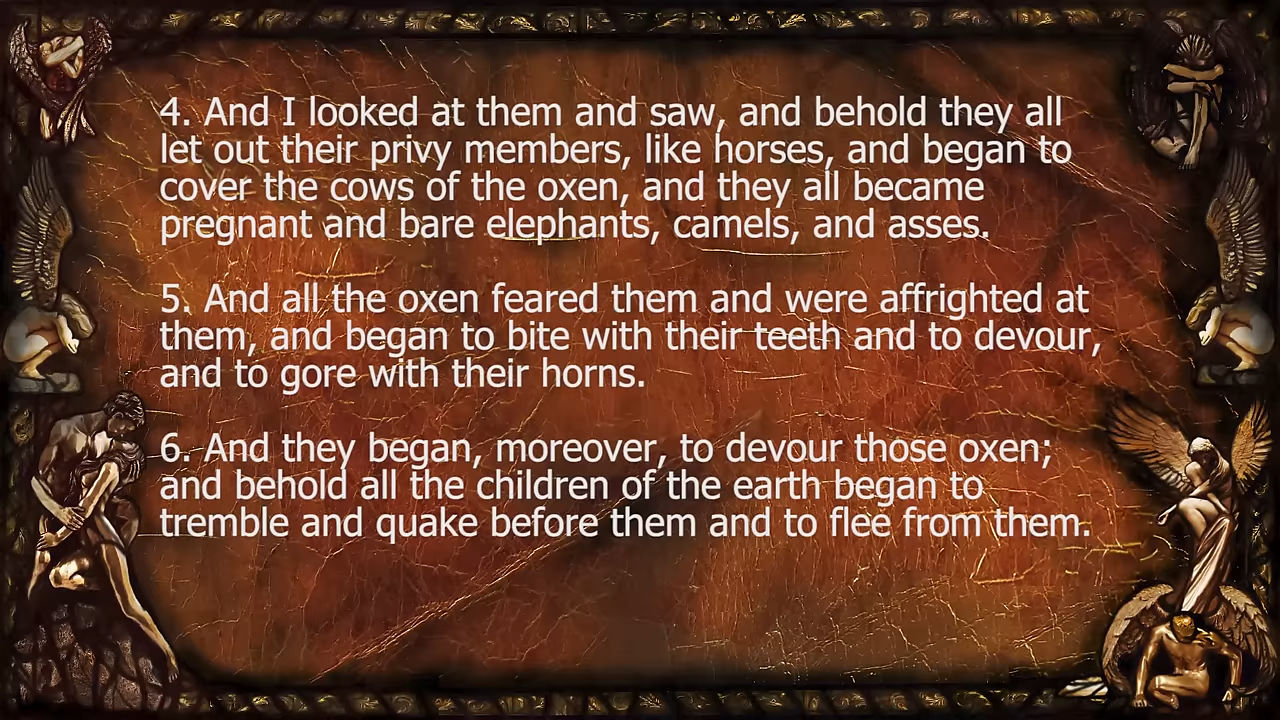 4. And I looked at them and saw, and behold they all
let out their privy members, like horses, and began to
cover the cows of the oxen, and they all became
pregnant and bare elephants, camels, and asses.
5. And all the oxen feared them and were affrighted at
them, and began to bite with their teeth and to devour,
and to gore with their horns.
6. And they began, moreover, to devour those oxen;
and behold all the children of the earth began to
tremble and quake before them and to flee from them.